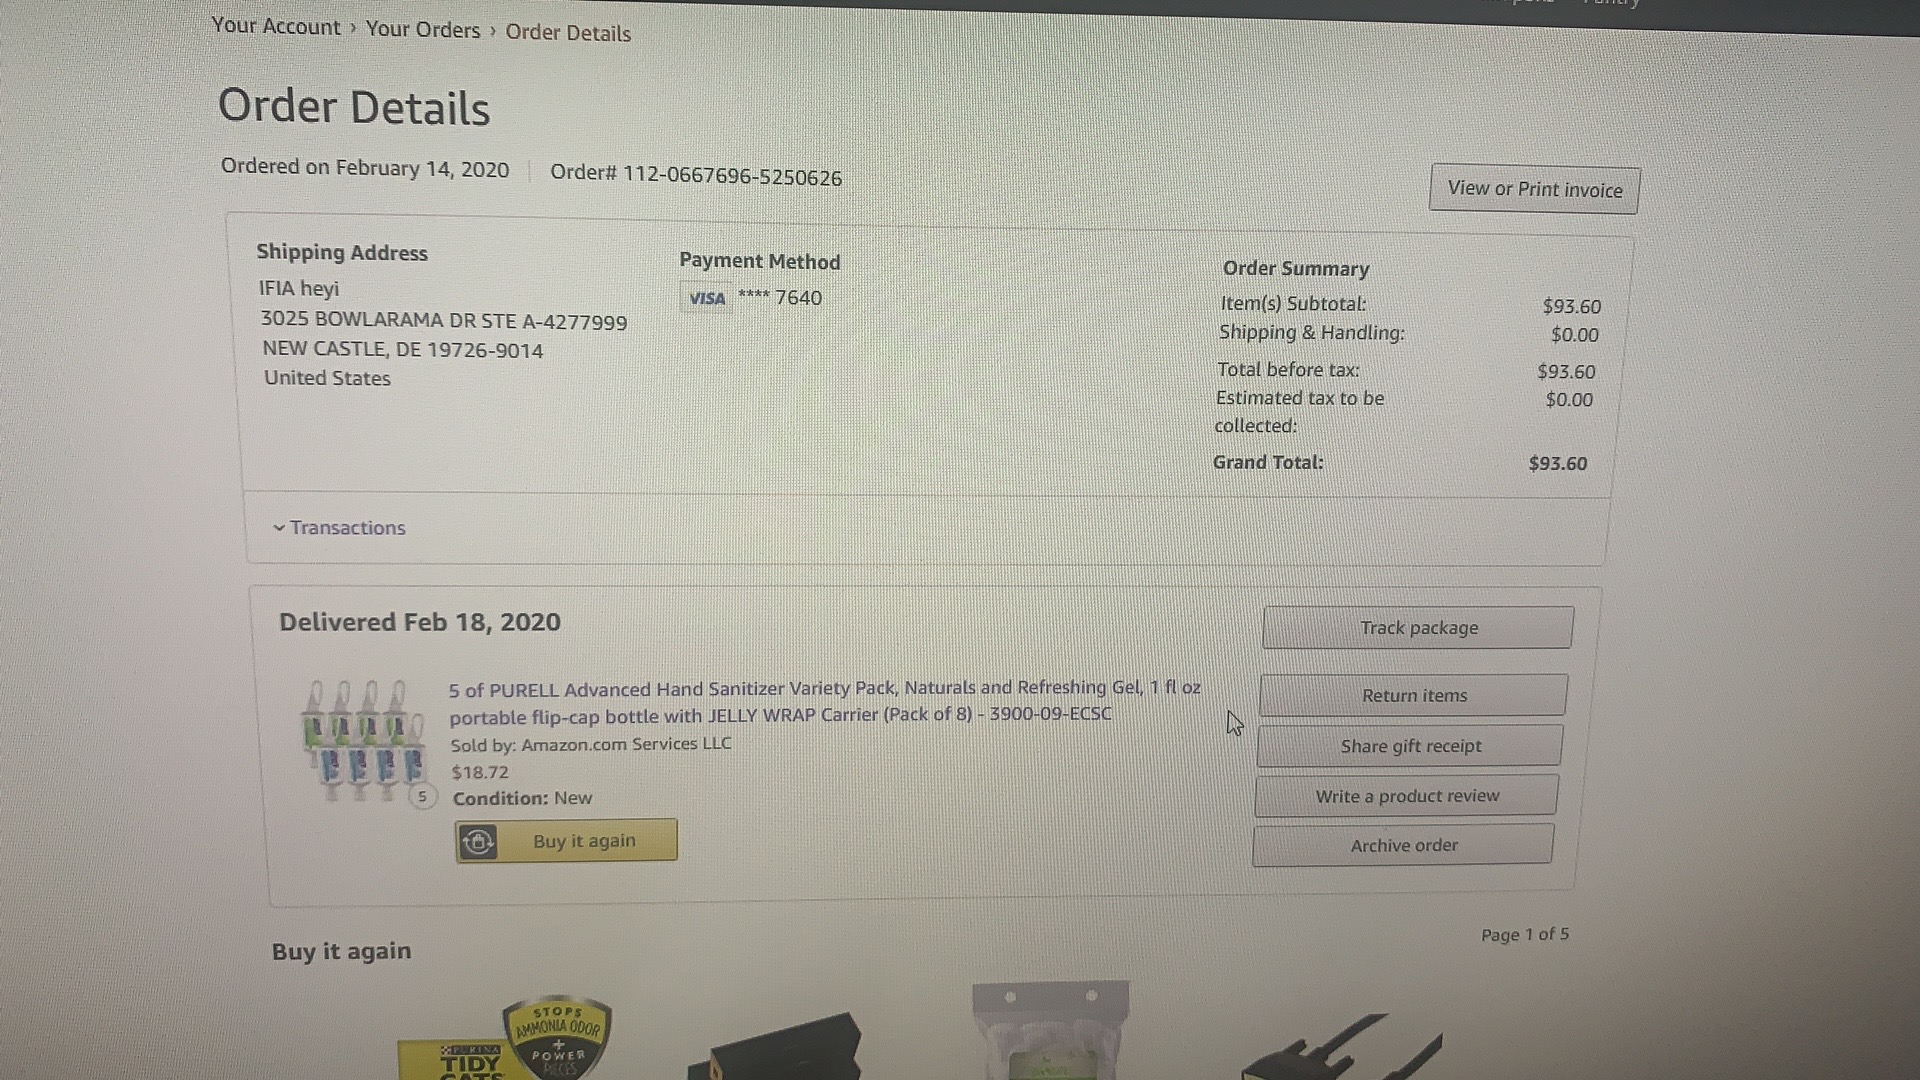 Your Account › Your Orders › Order Details
Order Details
Ordered on February 14, 2020 | Order# 112-0667696-5250626
View or Print invoice
Shipping Address
IFIA heyi
3025 BOWLARAMA DR STE A-4277999
NEW CASTLE, DE 19726-9014
United States
Payment Method
VISA **** 7640
Order Summary
Item(s) Subtotal: $93.60
Shipping & Handling: $0.00
Total before tax: $93.60
Estimated tax to be $0.00
collected:
Grand Total: $93.60
Transactions
Delivered Feb 18, 2020
5 of PURELL Advanced Hand Sanitizer Variety Pack, Naturals and Refreshing Gel, 1 fl oz
portable flip-cap bottle with JELLY WRAP Carrier (Pack of 8) - 3900-09-ECSC
Sold by: Amazon.com Services LLC
$18.72
5
Condition: New
Buy it again
Track package
Return items
Share gift receipt
Write a product review
Archive order
Buy it again
Page 1 of 5
STOPS
AMMONIA ODOR
+
POWER
PIECES
PURINA
TIDY
CATS